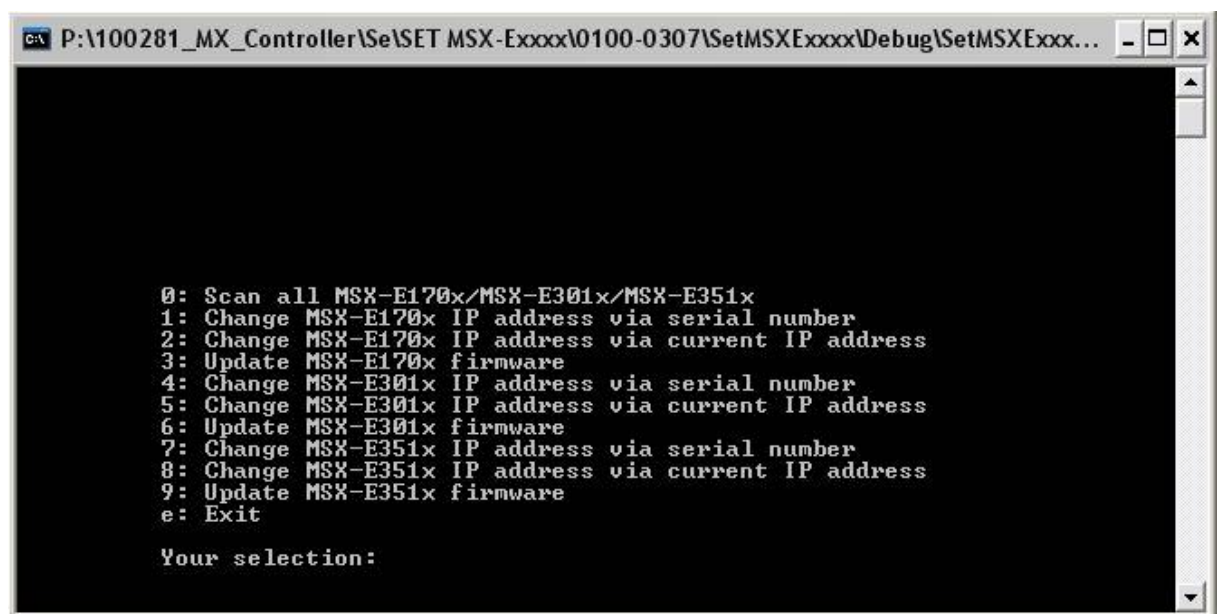 P:\100281_MX_Controller\Se\SET MSX-Exxxx\0100-0307\SetMSXExxxx\Debug\SetMSXExxx...
0: Scan all MSX-E170x/MSX-E301x/MSX-E351x
1: Change MSX-E170x IP address via serial number
2: Change MSX-E170x IP address via current IP address
3: Update MSX-E170x firmware
4: Change MSX-E301x IP address via serial number
5: Change MSX-E301x IP address via current IP address
6: Update MSX-E301x firmware
7: Change MSX-E351x IP address via serial number
8: Change MSX-E351x IP address via current IP address
9: Update MSX-E351x firmware
e: Exit
Your selection: